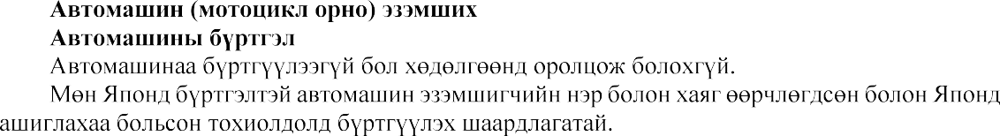 Автомашин (мотоцикл орно) эзэмших
Автомашины бүртгэл
Автомашинаа бүртгүүлээгүй бол хөдөлгөөнд оролцож болохгүй.
Мөн Японд бүртгэлтэй автомашин эзэмшигчийн нэр болон хаяг өөрчлөгдсөн болон Японд
ашиглахаа больсон тохиолдолд бүртгүүлэх шаардлагатай.